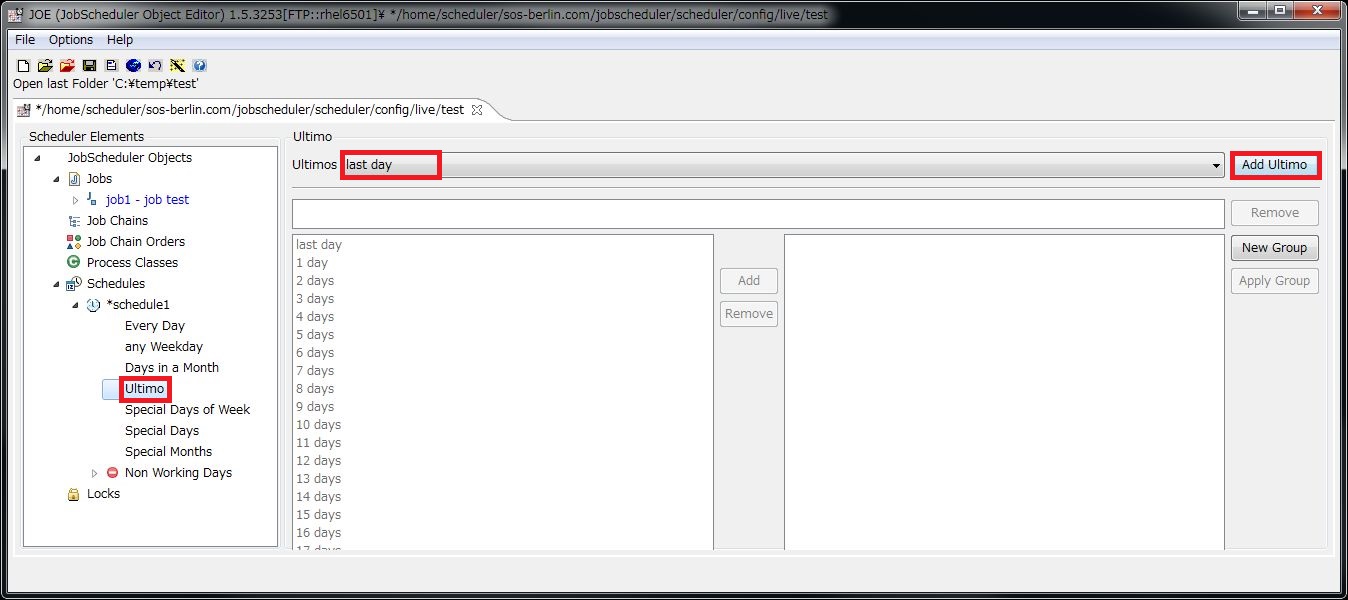 JOE (JobScheduler Object Editor) 1.5.3253[FTP::rhel6501]¥ */home/scheduler/sos-berlin.com/jobscheduler/scheduler/config/live/test
File Options Help
Open last Folder 'C:¥temp¥test'
*/home/scheduler/sos-berlin.com/jobscheduler/scheduler/config/live/test
Scheduler Elements
JobScheduler Objects
Jobs
job1 - job test
Job Chains
Job Chain Orders
Process Classes
Schedules
*schedule1
Every Day
any Weekday
Days in a Month
Ultimo
Special Days of Week
Special Days
Special Months
Non Working Days
Locks
Ultimo
Ultimos last day Add Ultimo
Remove
New Group
Apply Group
last day
1 day
2 days
3 days
4 days
5 days
6 days
7 days
8 days
9 days
10 days
11 days
12 days
13 days
14 days
15 days
16 days
17 days
Add
Remove